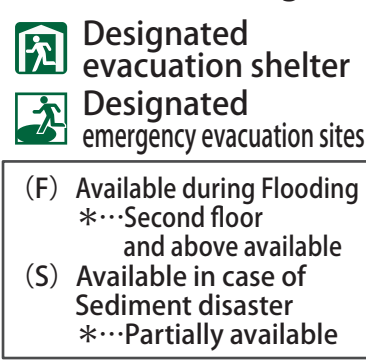 Designated
evacuation shelter
Designated
emergency evacuation sites
(F) Available during Flooding
＊…Second floor
and above available
(S) Available in case of
Sediment disaster
＊…Partially available